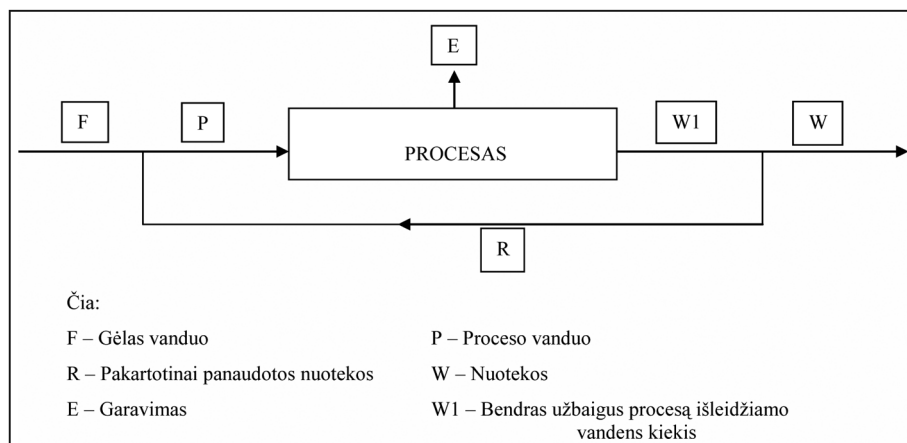 E
F
P
W1
W
PROCESAS
R
Čia:
F – Gėlas vanduo
P – Proceso vanduo
R – Pakartotinai panaudotos nuotekos
W – Nuotekos
E – Garavimas
W1 – Bendras užbaigus procesą išleidžiamo
vandens kiekis